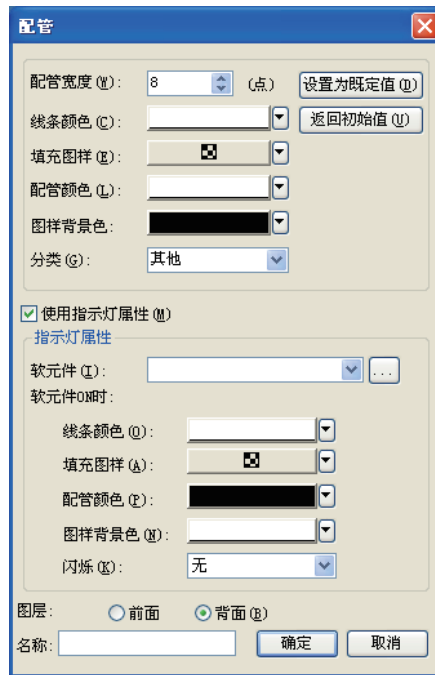 配管
配管宽度(W): 8 (点) 设置为既定值(D)
线条颜色(C): 返回初始值(U)
填充图样(E):
配管颜色(L):
图样背景色:
分类(G): 其他
使用指示灯属性(M)
指示灯属性
软元件(I): ...
软元件ON时:
线条颜色(O):
填充图样(A):
配管颜色(P):
图样背景色(N):
闪烁(K): 无
图层: 前面 背面(B)
名称: 确定 取消